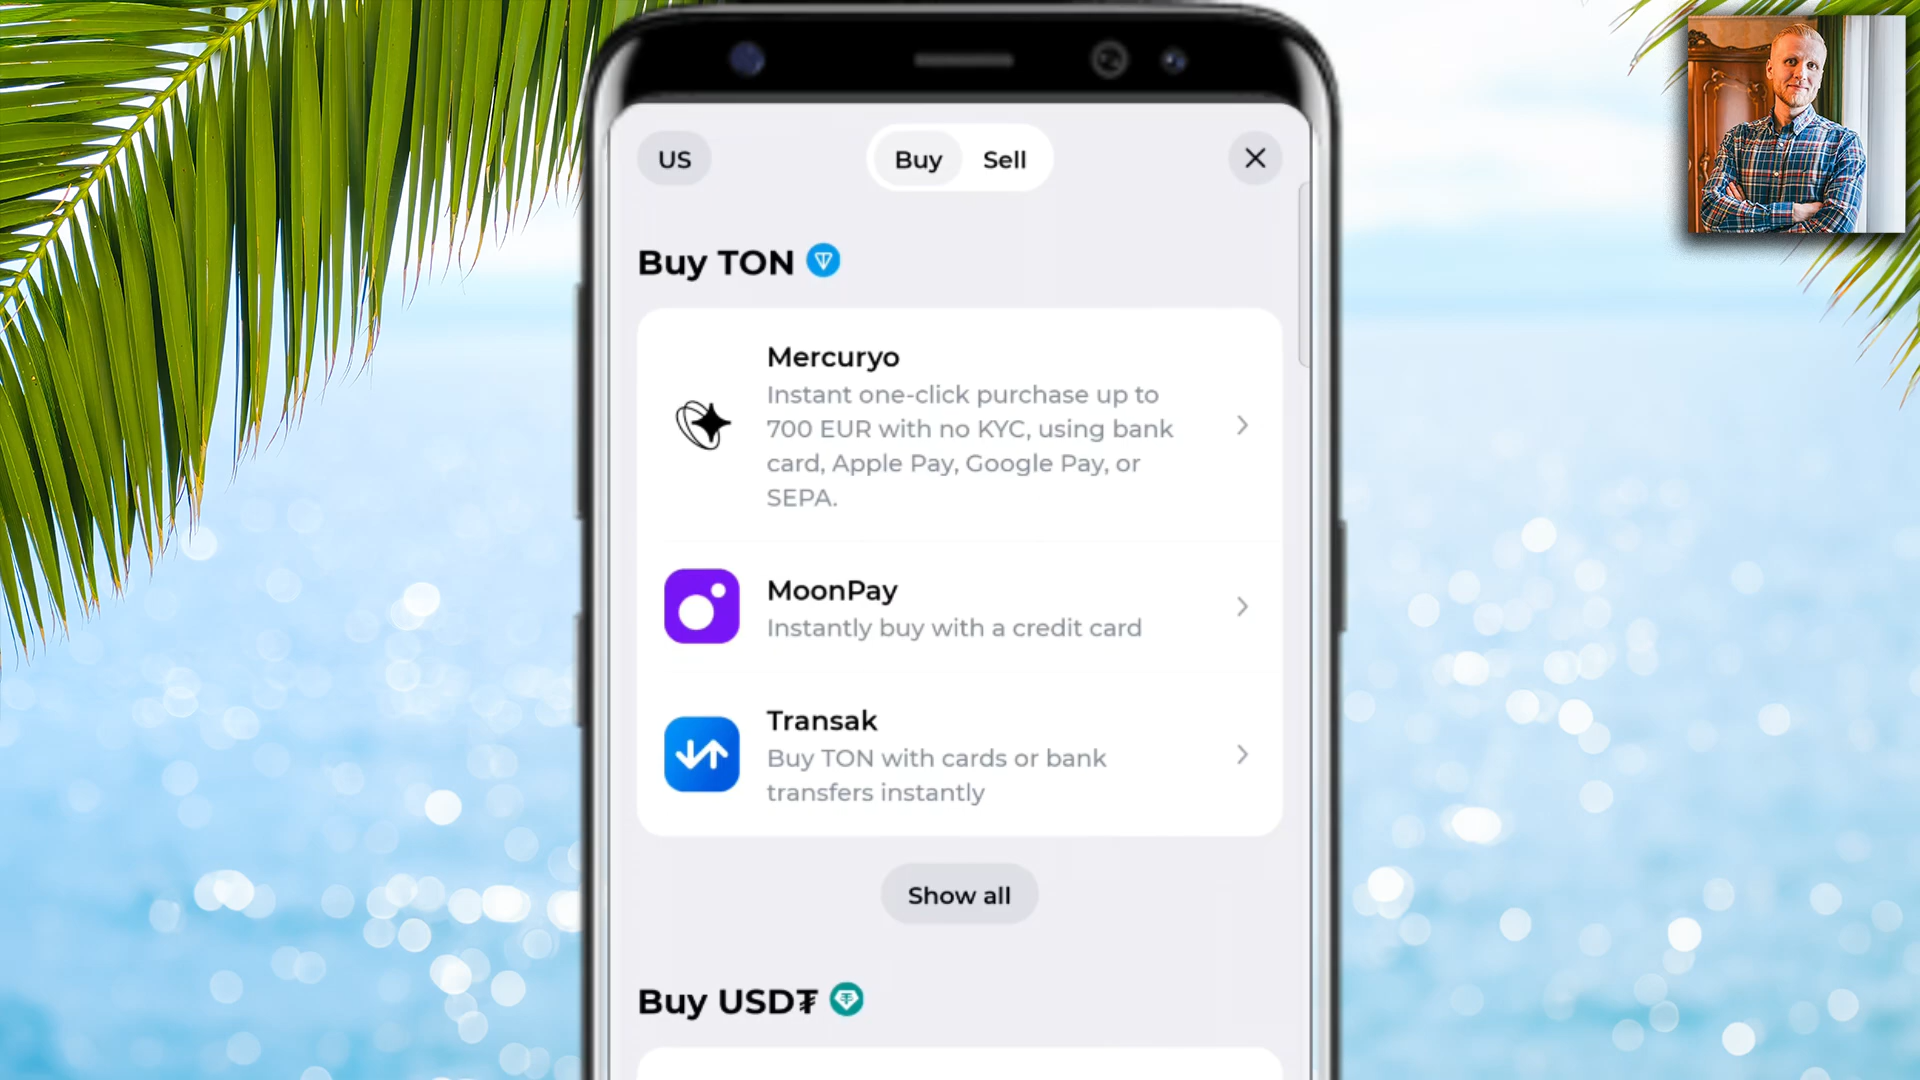 US
Buy Sell
Buy TON
Mercuryo
Instant one-click purchase up to
700 EUR with no KYC, using bank
card, Apple Pay, Google Pay, or
SEPA.
MoonPay
Instantly buy with a credit card
Transak
Buy TON with cards or bank
transfers instantly
Show all
Buy USD₮